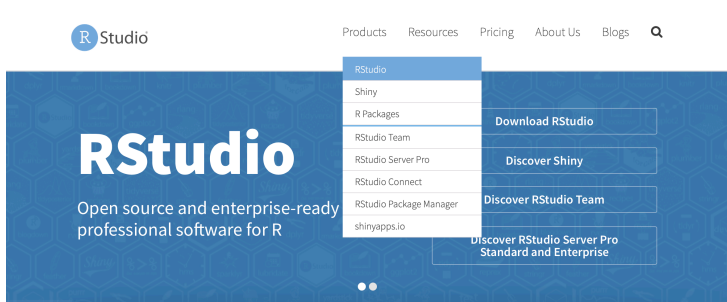 R Studio
Products Resources Pricing About Us Blogs
RStudio
Shiny
R Packages
RStudio Team
RStudio Server Pro
RStudio Connect
RStudio Package Manager
shinyapps.io
RStudio
Open source and enterprise-ready
professional software for R
Download RStudio
Discover Shiny
Discover RStudio Team
Discover RStudio Server Pro
Standard and Enterprise